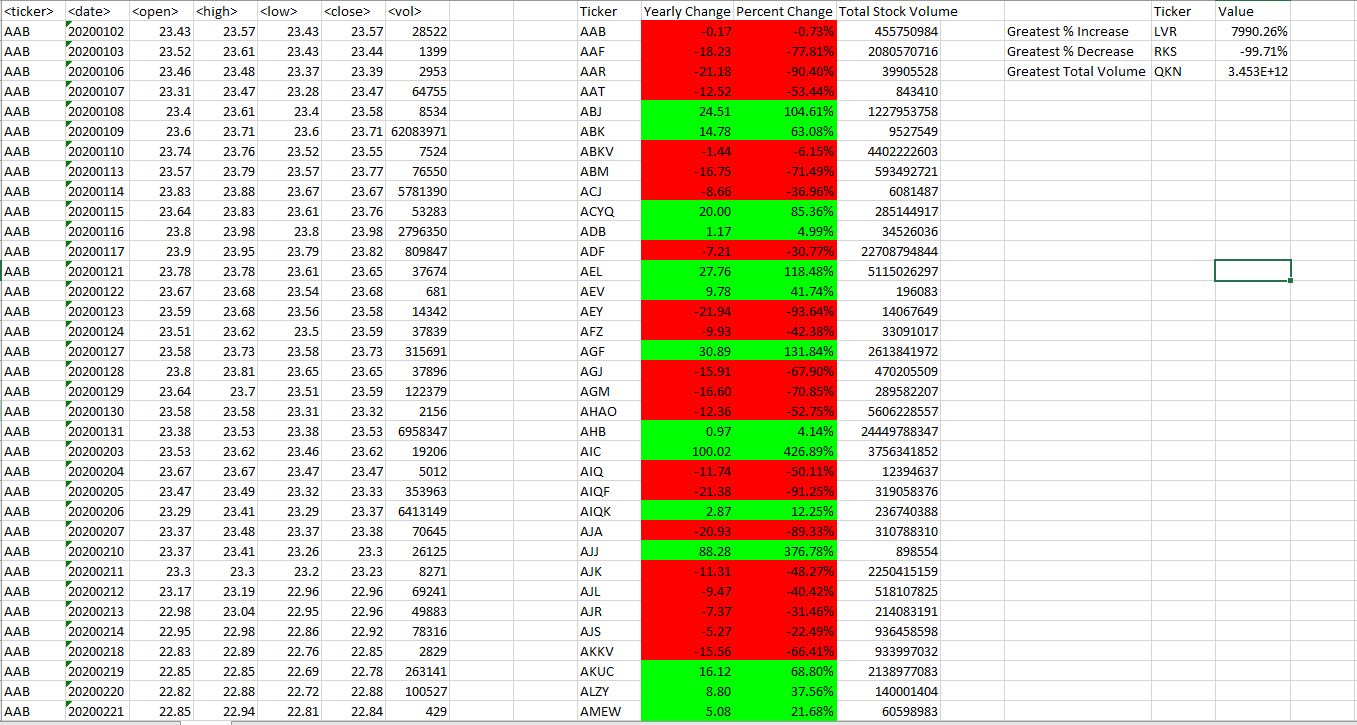 <ticker> <date> <open> <high> <low> <close> <vol> Ticker Yearly Change Percent Change Total Stock Volume Ticker Value
AAB 20200102 23.43 23.57 23.43 23.57 28522 AAB -0.17 -0.73% 455750984 Greatest % Increase LVR 7990.26%
AAB 20200103 23.52 23.61 23.43 23.44 1399 AAF -18.23 -77.81% 2080570716 Greatest % Decrease RKS -99.71%
AAB 20200106 23.46 23.48 23.37 23.39 2953 AAR -21.18 -90.40% 39905528 Greatest Total Volume QKN 3.453E+12
AAB 20200107 23.31 23.47 23.28 23.47 64755 AAT -12.52 -53.44% 843410
AAB 20200108 23.4 23.61 23.4 23.58 8534 ABJ 24.51 104.61% 1227953758
AAB 20200109 23.6 23.71 23.6 23.71 62083971 ABK 14.78 63.08% 9527549
AAB 20200110 23.74 23.76 23.52 23.55 7524 ABKV -1.44 -6.15% 4402222603
AAB 20200113 23.57 23.79 23.57 23.77 76550 ABM -16.75 -71.49% 593492721
AAB 20200114 23.83 23.88 23.67 23.67 5781390 ACJ -8.66 -36.96% 6081487
AAB 20200115 23.64 23.83 23.61 23.76 53283 ACYQ 20.00 85.36% 285144917
AAB 20200116 23.8 23.98 23.8 23.98 2796350 ADB 1.17 4.99% 34526036
AAB 20200117 23.9 23.95 23.79 23.82 809847 ADF -7.21 -30.77% 22708794844
AAB 20200121 23.78 23.78 23.61 23.65 37674 AEL 27.76 118.48% 5115026297
AAB 20200122 23.67 23.68 23.54 23.68 681 AEV 9.78 41.74% 196083
AAB 20200123 23.59 23.68 23.56 23.58 14342 AEY -21.94 -93.64% 14067649
AAB 20200124 23.51 23.62 23.5 23.59 37839 AFZ -9.93 -42.38% 33091017
AAB 20200127 23.58 23.73 23.58 23.73 315691 AGF 30.89 131.84% 2613841972
AAB 20200128 23.8 23.81 23.65 23.65 37896 AGJ -15.91 -67.90% 470205509
AAB 20200129 23.64 23.7 23.51 23.59 122379 AGM -16.60 -70.85% 289582207
AAB 20200130 23.58 23.58 23.31 23.32 2156 AHAO -12.36 -52.75% 5606228557
AAB 20200131 23.38 23.53 23.38 23.53 6958347 AHB 0.97 4.14% 24449788347
AAB 20200203 23.53 23.62 23.46 23.62 19206 AIC 100.02 426.89% 3756341852
AAB 20200204 23.67 23.67 23.47 23.47 5012 AIQ -11.74 -50.11% 12394637
AAB 20200205 23.47 23.49 23.32 23.33 353963 AIQF -21.38 -91.25% 319058376
AAB 20200206 23.29 23.41 23.29 23.37 6413149 AIQK 2.87 12.25% 236740388
AAB 20200207 23.37 23.48 23.37 23.38 70645 AJA -20.93 -89.33% 310788310
AAB 20200210 23.37 23.41 23.26 23.3 26125 AJJ 88.28 376.78% 898554
AAB 20200211 23.3 23.3 23.2 23.23 8271 AJK -11.31 -48.27% 2250415159
AAB 20200212 23.17 23.19 22.96 22.96 69241 AJL -9.47 -40.42% 518107825
AAB 20200213 22.98 23.04 22.95 22.96 49883 AJR -7.37 -31.46% 214083191
AAB 20200214 22.95 22.98 22.86 22.92 78316 AJS -5.27 -22.49% 936458598
AAB 20200218 22.83 22.89 22.76 22.85 2829 AKKV -15.56 -66.41% 933997032
AAB 20200219 22.85 22.85 22.69 22.78 263141 AKUC 16.12 68.80% 2138977083
AAB 20200220 22.82 22.88 22.72 22.88 100527 ALZY 8.80 37.56% 140001404
AAB 20200221 22.85 22.94 22.81 22.84 429 AMEW 5.08 21.68% 60598983